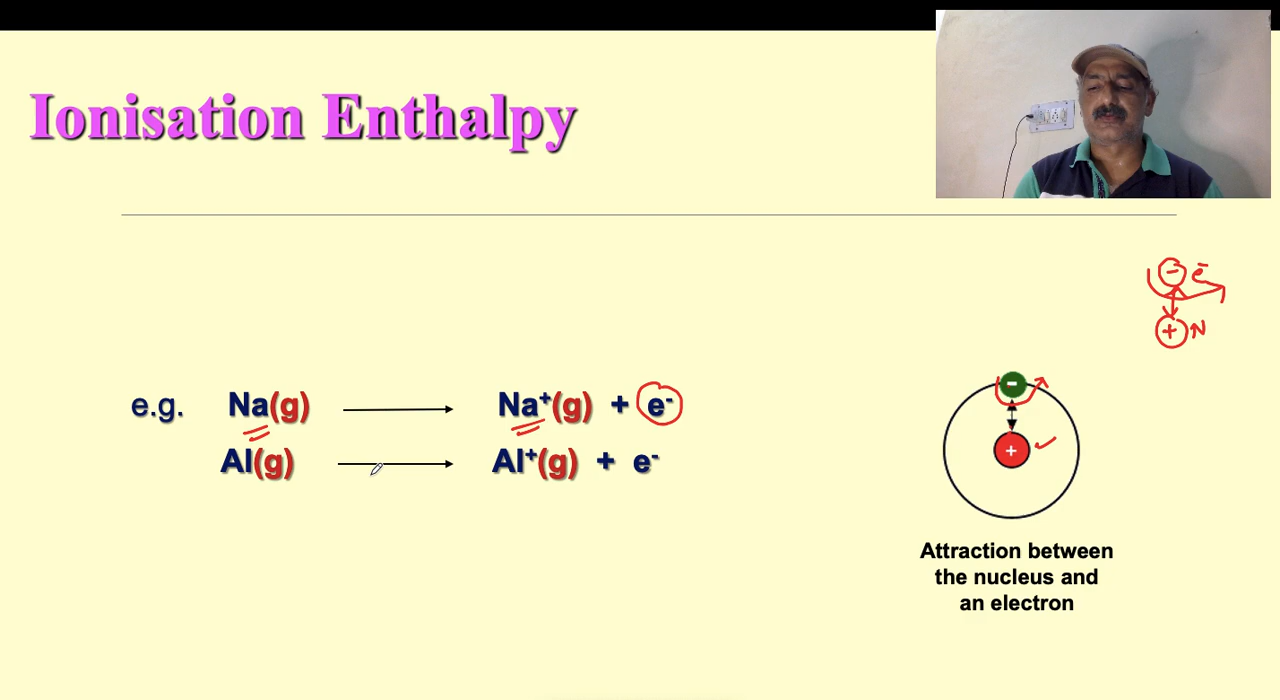 Ionisation Enthalpy
− ē
+ N
e.g. Na(g) ⟶ Na⁺(g) + e⁻
Al(g) ⟶ Al⁺(g) + e⁻
−
+
Attraction between
the nucleus and
an electron